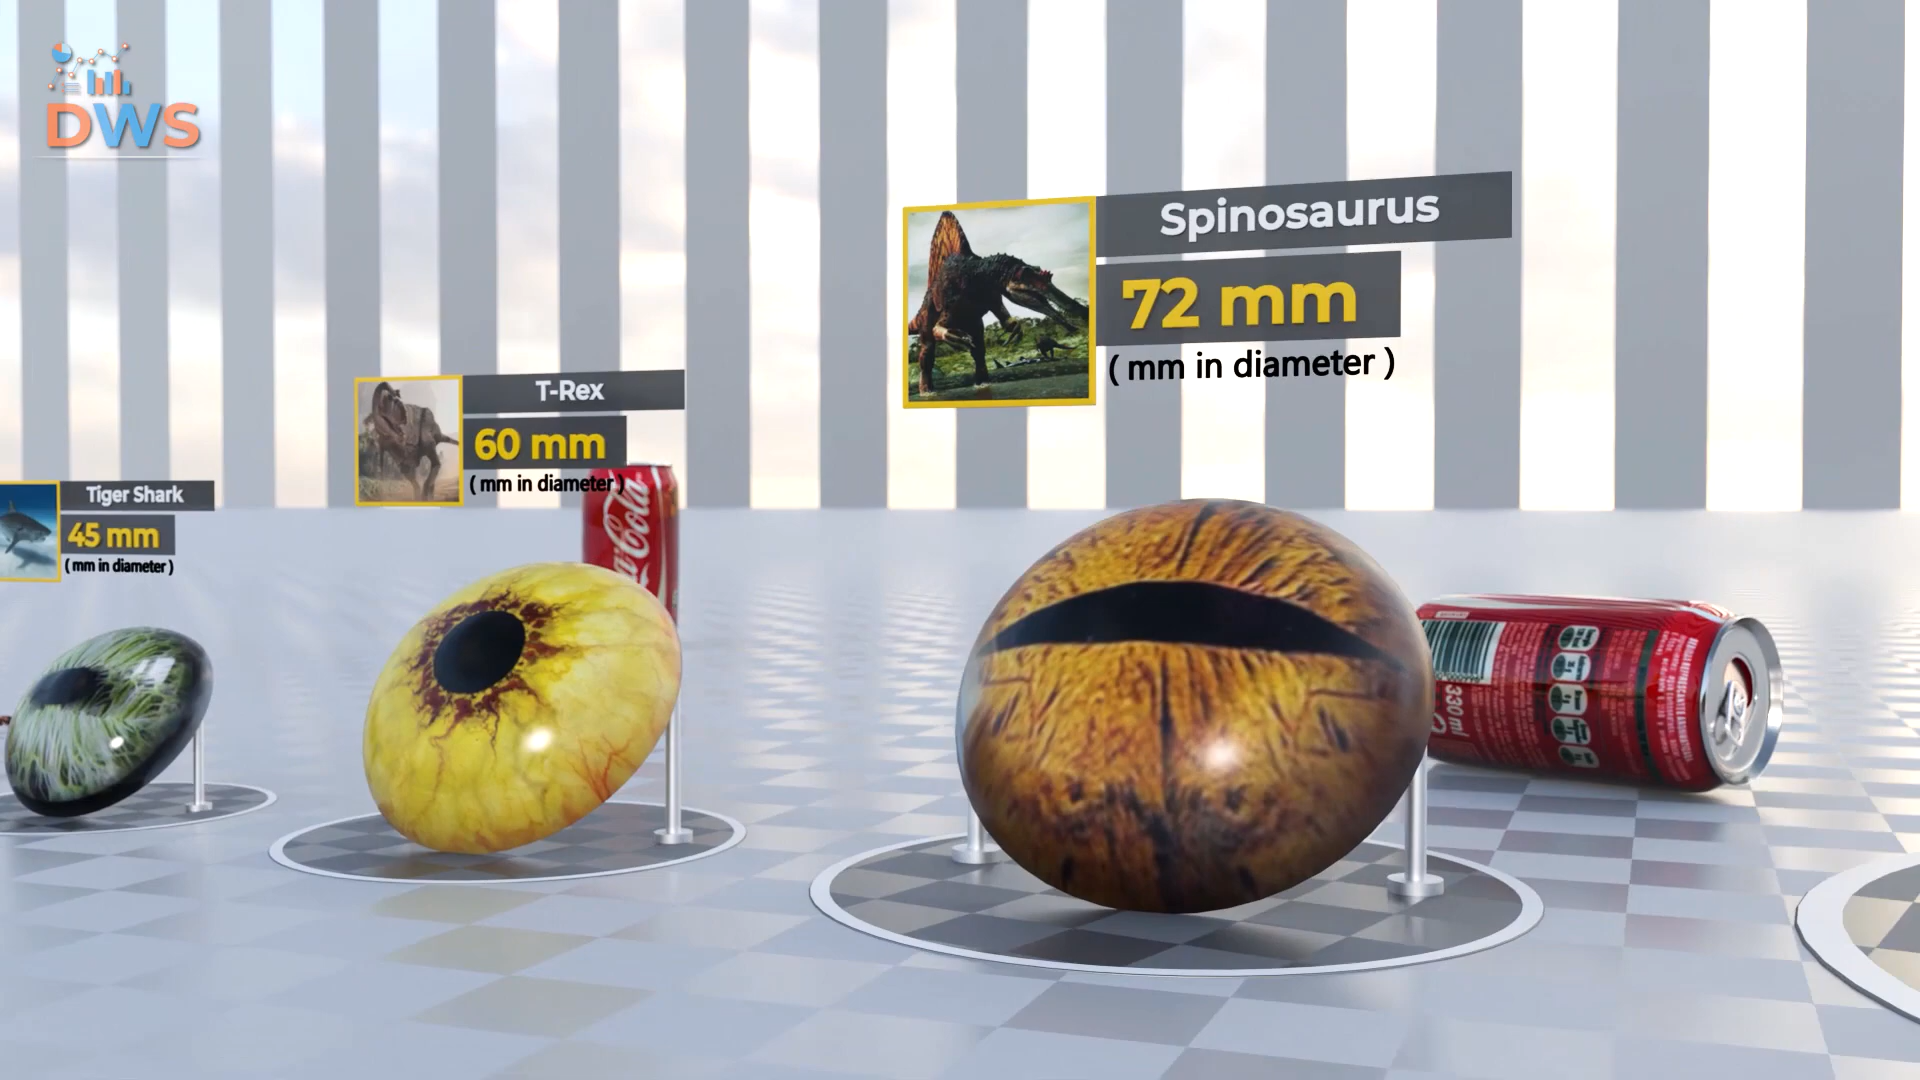 DWS
Spinosaurus
72 mm
( mm in diameter )
T-Rex
60 mm
( mm in diameter )
Tiger Shark
45 mm
( mm in diameter )
Cola
330 ml